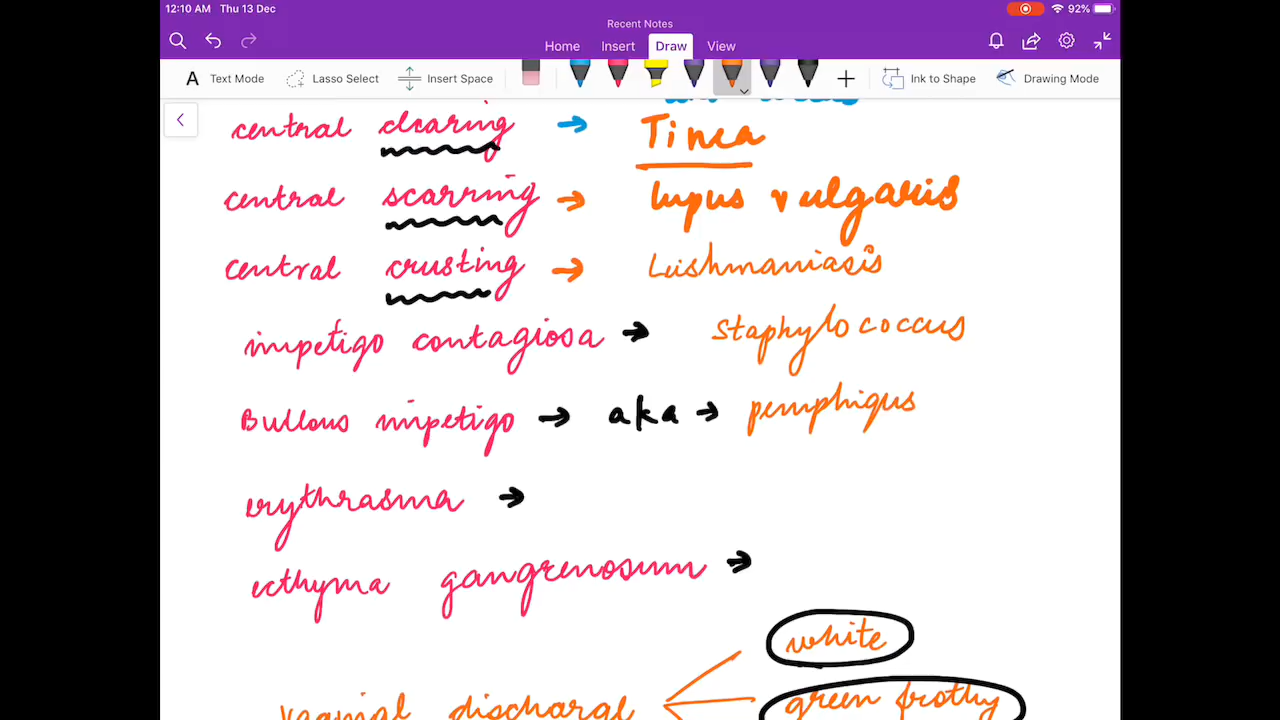 12:10 AM Thu 13 Dec 92%
Recent Notes
Home Insert Draw View
A Text Mode Lasso Select Insert Space + Ink to Shape Drawing Mode
central clearing → Tinea
central scarring → lupus vulgaris
central crusting → Leishmaniasis
impetigo contagiosa → staphylococcus
Bullous impetigo → aka → pemphigus
erythrasma →
ecthyma gangrenosum →
white
vaginal discharge green frothy